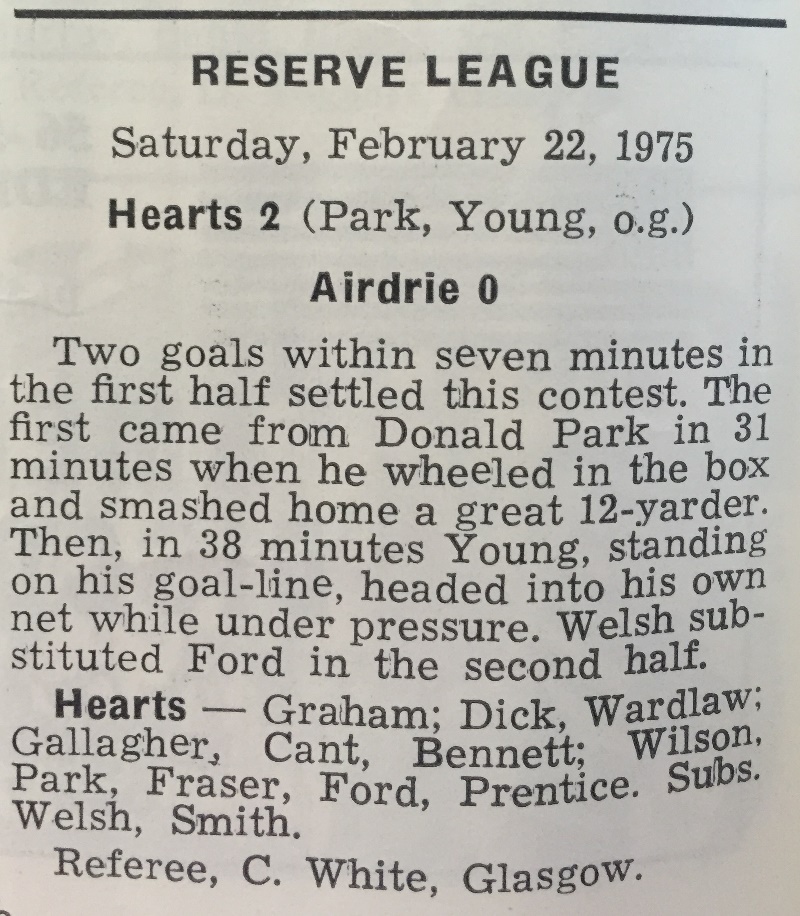 RESERVE LEAGUE
Saturday, February 22, 1975
Hearts 2 (Park, Young, o.g.)
Airdrie 0
Two goals within seven minutes in
the first half settled this contest. The
first came from Donald Park in 31
minutes when he wheeled in the box
and smashed home a great 12-yarder.
Then, in 38 minutes Young, standing
on his goal-line, headed into his own
net while under pressure. Welsh sub-
stituted Ford in the second half.
Hearts — Graham; Dick, Wardlaw;
Gallagher, Cant, Bennett; Wilson,
Park, Fraser, Ford, Prentice. Subs.
Welsh, Smith.
Referee, C. White, Glasgow.